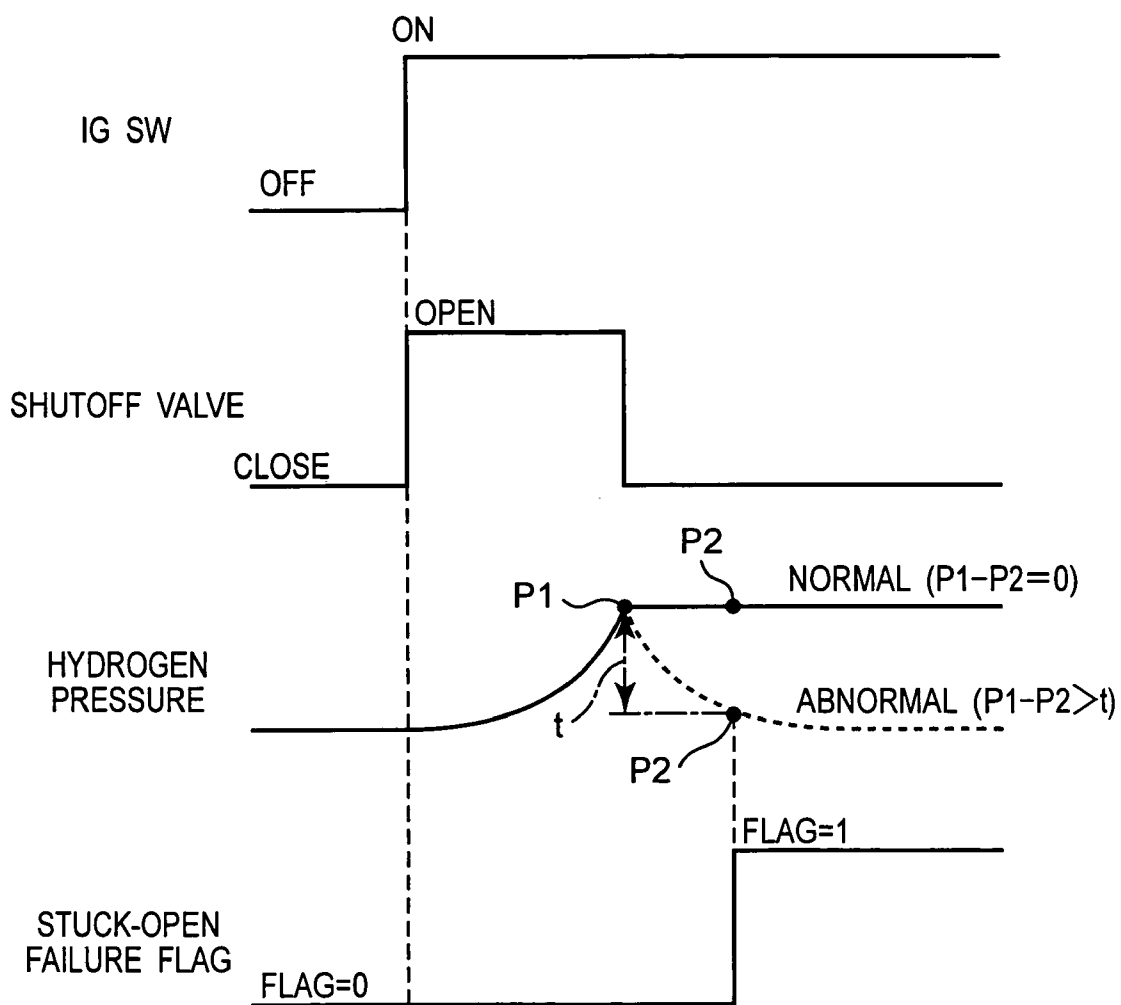 ON
IG SW
OFF
OPEN
SHUTOFF VALVE
CLOSE
P2
P1
NORMAL (P1-P2=0)
HYDROGEN
PRESSURE
t
ABNORMAL (P1-P2>t)
P2
FLAG=1
STUCK-OPEN
FAILURE FLAG
FLAG=0